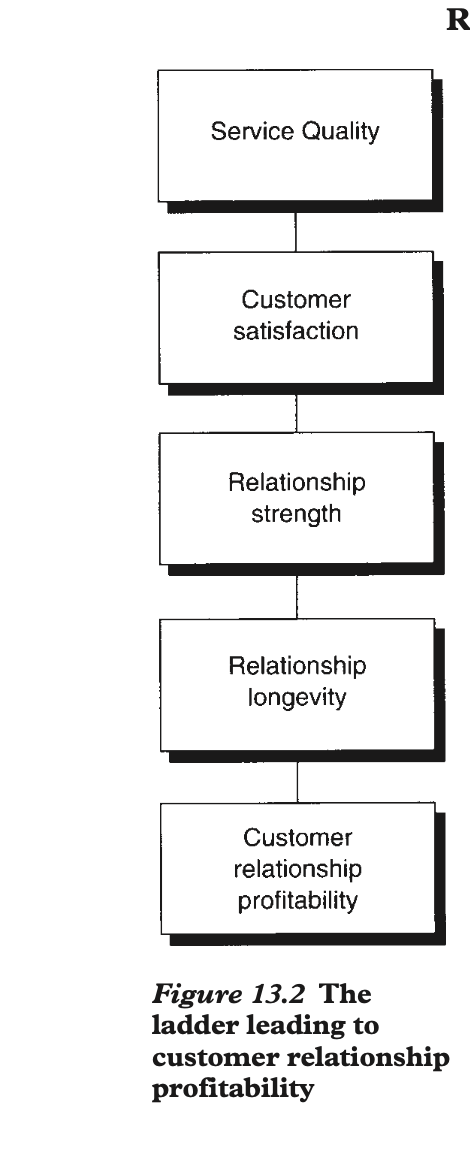 R
Service Quality
Customer
satisfaction
Relationship
strength
Relationship
longevity
Customer
relationship
profitability
Figure 13.2 The
ladder leading to
customer relationship
profitability